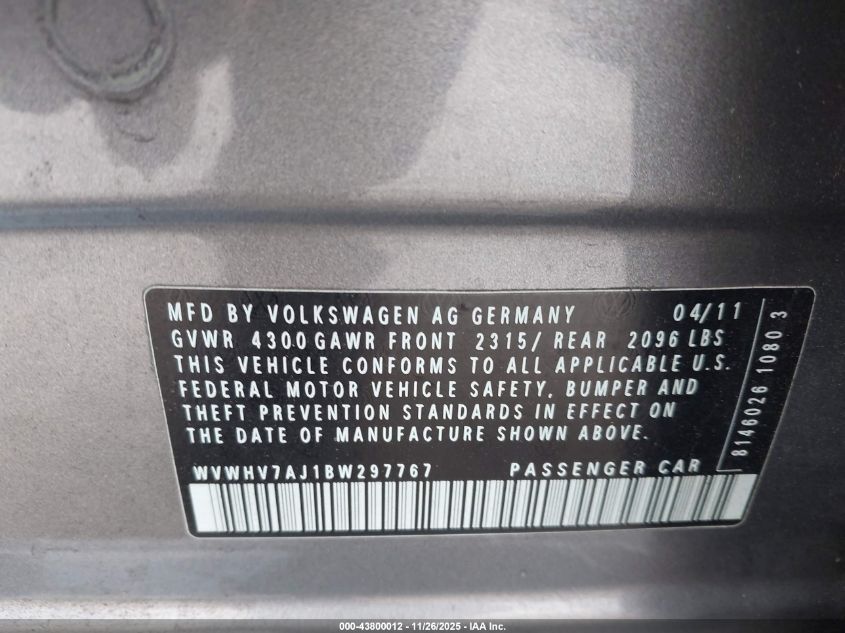 MFD BY VOLKSWAGEN AG GERMANY 04/11
GVWR 4300 GAWR FRONT 2315/ REAR 2096 LBS
THIS VEHICLE CONFORMS TO ALL APPLICABLE U.S.
FEDERAL MOTOR VEHICLE SAFETY, BUMPER AND
THEFT PREVENTION STANDARDS IN EFFECT ON
THE DATE OF MANUFACTURE SHOWN ABOVE.
WVWHV7AJ1BW297767 PASSENGER CAR
8146026 1080 3
000-43800012 - 11/26/2025 - IAA Inc.